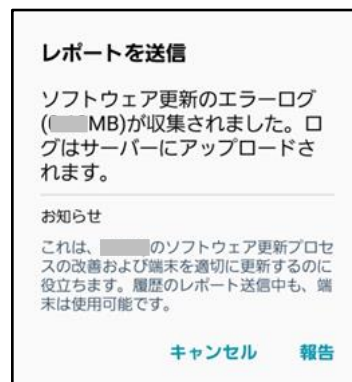 レポートを送信
ソフトウェア更新のエラーログ
( MB)が収集されました。ロ
グはサーバーにアップロードさ
れます。
お知らせ
これは、 のソフトウェア更新プロセ
スの改善および端末を適切に更新するのに
役立ちます。履歴のレポート送信中も、端
末は使用可能です。
キャンセル 報告